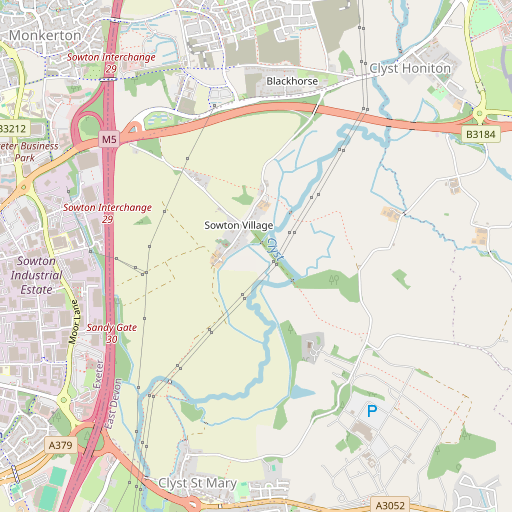 Monkerton
Sowton Interchange
29
Clyst Honiton
Blackhorse
B3212
M5
B3184
Exeter Business
Park
Sowton Interchange
29
Sowton Village
Clyst
Sowton
Industrial
Estate
Moor Lane
Sandy Gate
30
Exeter
East Devon
P
A379
Clyst St Mary
A3052